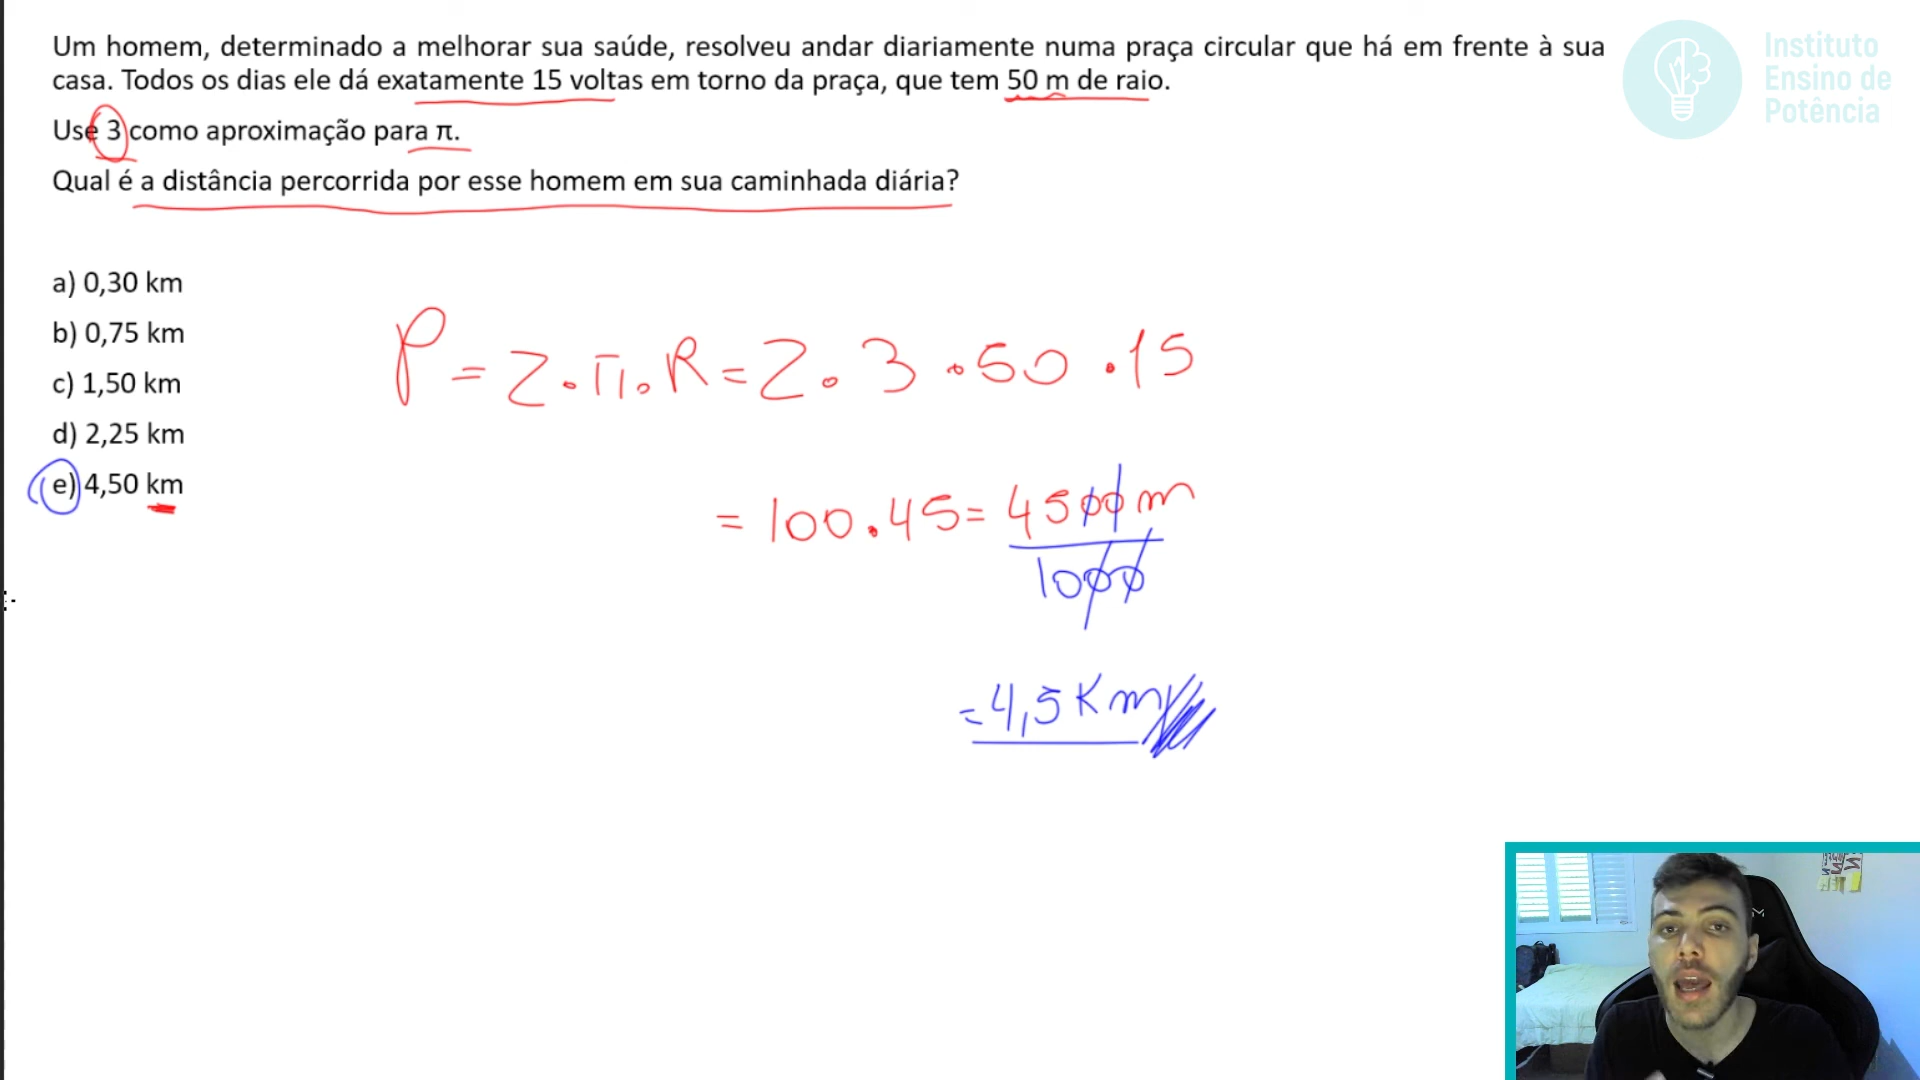 Um homem, determinado a melhorar sua saúde, resolveu andar diariamente numa praça circular que há em frente à sua
casa. Todos os dias ele dá exatamente 15 voltas em torno da praça, que tem 50 m de raio.
Use 3 como aproximação para π.
Qual é a distância percorrida por esse homem em sua caminhada diária?
Instituto
Ensino de
Potência
a) 0,30 km
b) 0,75 km
c) 1,50 km
d) 2,25 km
e) 4,50 km
P = 2.π.R = 2.3.50.15
= 100.45 = 4500 m
1000
= 4,5 Km